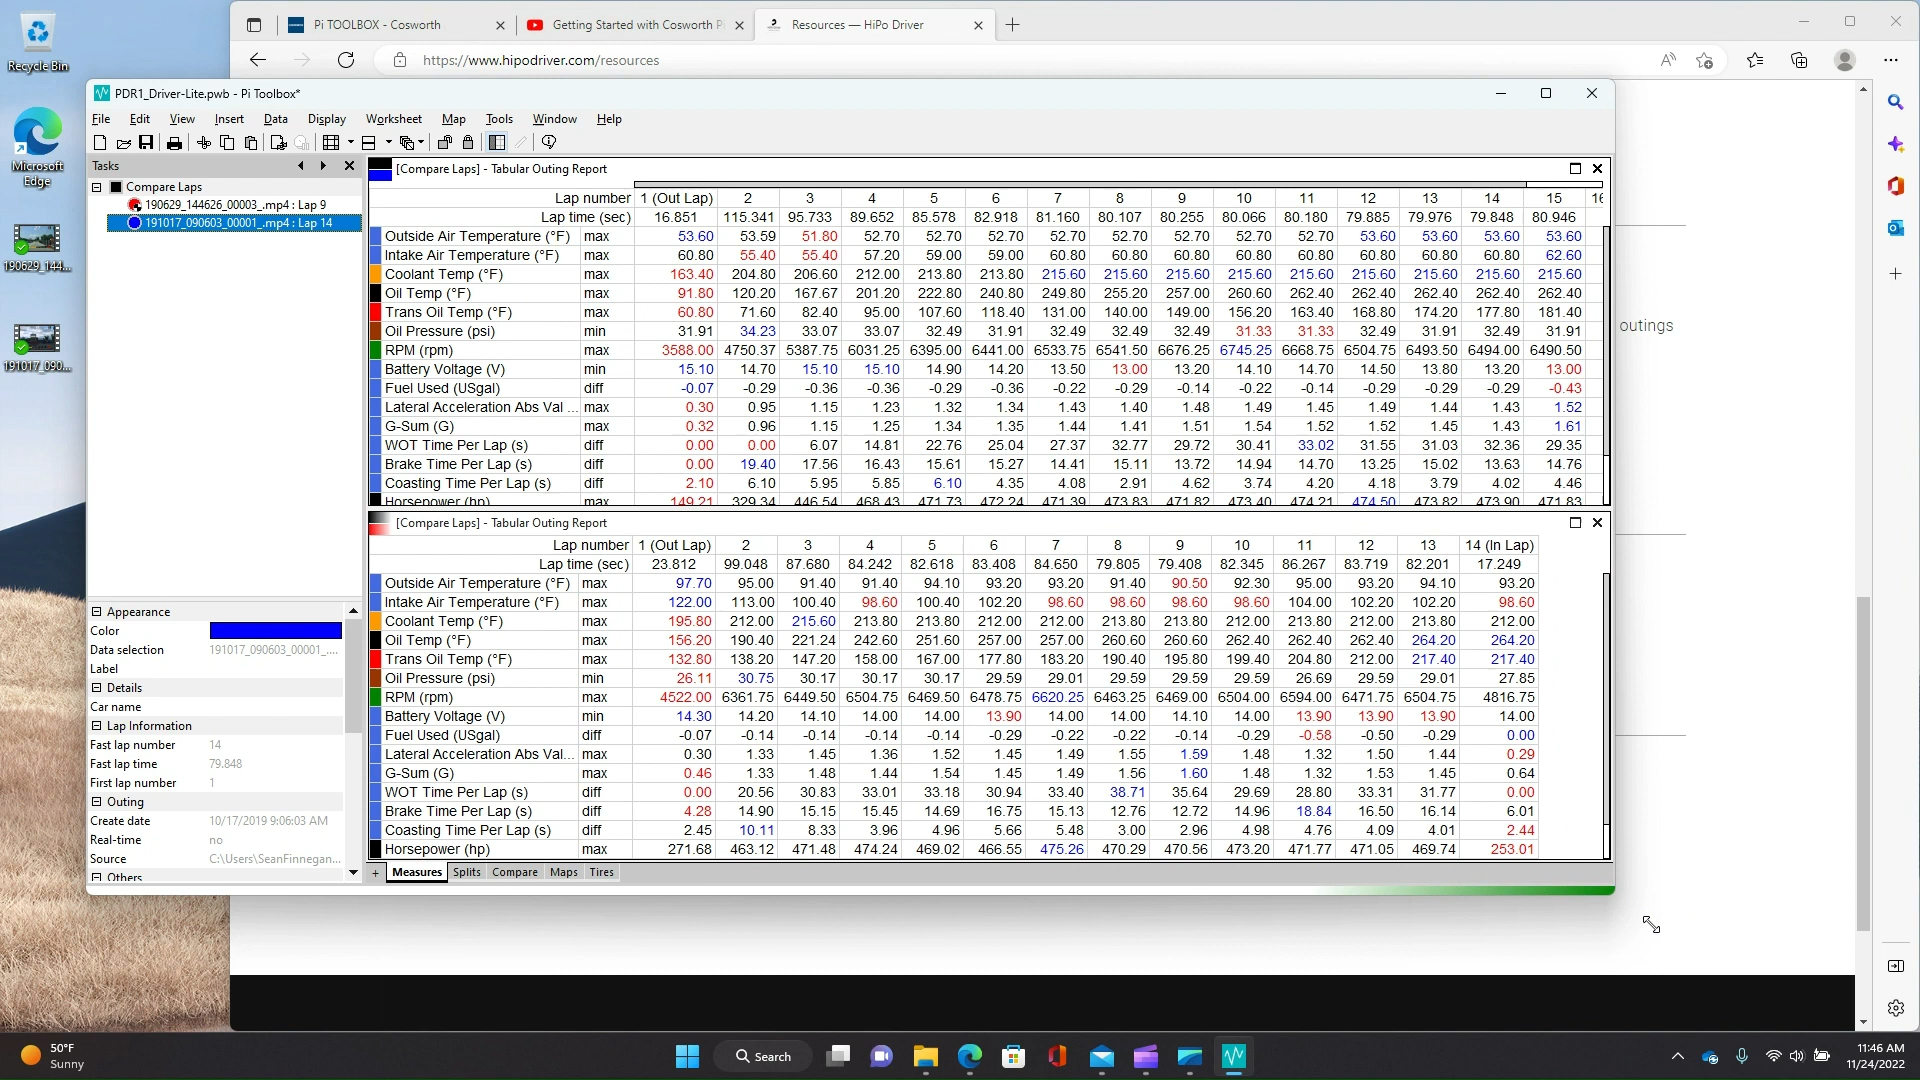 Recycle Bin
Microsoft Edge
190629_144...
191017_090...
Pi TOOLBOX - Cosworth
Getting Started with Cosworth Pi
Resources — HiPo Driver
https://www.hipodriver.com/resources
PDR1_Driver-Lite.pwb - Pi Toolbox*
File Edit View Insert Data Display Worksheet Map Tools Window Help
Tasks
Compare Laps
190629_144626_00003_.mp4 : Lap 9
191017_090603_00001_.mp4 : Lap 14
[Compare Laps] - Tabular Outing Report
Lap number 1 (Out Lap) 2 3 4 5 6 7 8 9 10 11 12 13 14 15
Lap time (sec) 16.851 115.341 95.733 89.652 85.578 82.918 81.160 80.107 80.255 80.066 80.180 79.885 79.976 79.848 80.946
Outside Air Temperature (°F) max 53.60 53.59 51.80 52.70 52.70 52.70 52.70 52.70 52.70 52.70 52.70 53.60 53.60 53.60 53.60
Intake Air Temperature (°F) max 60.80 55.40 55.40 57.20 59.00 59.00 60.80 60.80 60.80 60.80 60.80 60.80 60.80 60.80 62.60
Coolant Temp (°F) max 163.40 204.80 206.60 212.00 213.80 213.80 215.60 215.60 215.60 215.60 215.60 215.60 215.60 215.60 215.60
Oil Temp (°F) max 91.80 120.20 167.67 201.20 222.80 240.80 249.80 255.20 257.00 260.60 262.40 262.40 262.40 262.40 262.40
Trans Oil Temp (°F) max 60.80 71.60 82.40 95.00 107.60 118.40 131.00 140.00 149.00 156.20 163.40 168.80 174.20 177.80 181.40
Oil Pressure (psi) min 31.91 34.23 33.07 33.07 32.49 31.91 32.49 32.49 32.49 31.33 31.33 32.49 31.91 32.49 31.91
RPM (rpm) max 3588.00 4750.37 5387.75 6031.25 6395.00 6441.00 6533.75 6541.50 6676.25 6745.25 6668.75 6504.75 6493.50 6494.00 6490.50
Battery Voltage (V) min 15.10 14.70 15.10 15.10 14.90 14.20 13.50 13.00 13.20 14.10 14.70 14.50 13.80 13.20 13.00
Fuel Used (USgal) diff -0.07 -0.29 -0.36 -0.36 -0.29 -0.36 -0.22 -0.29 -0.14 -0.22 -0.14 -0.29 -0.29 -0.29 -0.43
Lateral Acceleration Abs Val ... max 0.30 0.95 1.15 1.23 1.32 1.34 1.43 1.40 1.48 1.49 1.45 1.49 1.44 1.43 1.52
G-Sum (G) max 0.32 0.96 1.15 1.25 1.34 1.35 1.44 1.41 1.51 1.54 1.52 1.52 1.45 1.43 1.61
WOT Time Per Lap (s) diff 0.00 0.00 6.07 14.81 22.76 25.04 27.37 32.77 29.72 30.41 33.02 31.55 31.03 32.36 29.35
Brake Time Per Lap (s) diff 0.00 19.40 17.56 16.43 15.61 15.27 14.41 15.11 13.72 14.94 14.70 13.25 15.02 13.63 14.76
Coasting Time Per Lap (s) diff 2.10 6.10 5.95 5.85 6.10 4.35 4.08 2.91 4.62 3.74 4.20 4.18 3.79 4.02 4.46
Horsepower (hp) max 149.21 329.34 446.54 468.43 471.73 472.24 471.39 473.83 471.82 473.40 474.21 474.50 473.82 473.90 471.83
[Compare Laps] - Tabular Outing Report
Lap number 1 (Out Lap) 2 3 4 5 6 7 8 9 10 11 12 13 14 (In Lap)
Lap time (sec) 23.812 99.048 87.680 84.242 82.618 83.408 84.650 79.805 79.408 82.345 86.267 83.719 82.201 17.249
Outside Air Temperature (°F) max 97.70 95.00 91.40 91.40 94.10 93.20 93.20 91.40 90.50 92.30 95.00 93.20 94.10 93.20
Intake Air Temperature (°F) max 122.00 113.00 100.40 98.60 100.40 102.20 98.60 98.60 98.60 98.60 104.00 102.20 102.20 98.60
Coolant Temp (°F) max 195.80 212.00 215.60 213.80 213.80 212.00 212.00 213.80 213.80 212.00 213.80 212.00 213.80 212.00
Oil Temp (°F) max 156.20 190.40 221.24 242.60 251.60 257.00 257.00 260.60 260.60 262.40 262.40 262.40 264.20 264.20
Trans Oil Temp (°F) max 132.80 138.20 147.20 158.00 167.00 177.80 183.20 190.40 195.80 199.40 204.80 212.00 217.40 217.40
Oil Pressure (psi) min 26.11 30.75 30.17 30.17 30.17 29.59 29.01 29.59 29.59 29.59 26.69 29.59 29.01 27.85
RPM (rpm) max 4522.00 6361.75 6449.50 6504.75 6469.50 6478.75 6620.25 6463.25 6469.00 6504.00 6594.00 6471.75 6504.75 4816.75
Battery Voltage (V) min 14.30 14.20 14.10 14.00 14.00 13.90 14.00 14.00 14.10 14.00 13.90 13.90 13.90 14.00
Fuel Used (USgal) diff -0.07 -0.14 -0.14 -0.14 -0.14 -0.29 -0.22 -0.22 -0.14 -0.29 -0.58 -0.50 -0.29 0.00
Lateral Acceleration Abs Val... max 0.30 1.33 1.45 1.36 1.52 1.45 1.49 1.55 1.59 1.48 1.32 1.50 1.44 0.29
G-Sum (G) max 0.46 1.33 1.48 1.44 1.54 1.45 1.49 1.56 1.60 1.48 1.32 1.53 1.45 0.64
WOT Time Per Lap (s) diff 0.00 20.56 30.83 33.01 33.18 30.94 33.40 38.71 35.64 29.69 28.80 33.31 31.77 0.00
Brake Time Per Lap (s) diff 4.28 14.90 15.15 15.45 14.69 16.75 15.13 12.76 12.72 14.96 18.84 16.50 16.14 6.01
Coasting Time Per Lap (s) diff 2.45 10.11 8.33 3.96 4.96 5.66 5.48 3.00 2.96 4.98 4.76 4.09 4.01 2.44
Horsepower (hp) max 271.68 463.12 471.48 474.24 469.02 466.55 475.26 470.29 470.56 473.20 471.77 471.05 469.74 253.01
Measures Splits Compare Maps Tires
Appearance
Color
Data selection 191017_090603_00001_....
Label
Details
Car name
Lap Information
Fast lap number 14
Fast lap time 79.848
First lap number 1
Outing
Create date 10/17/2019 9:06:03 AM
Real-time no
Source C:\Users\SeanFinnegan...
Others
outings
50°F
Sunny
Search
11:46 AM
11/24/2022